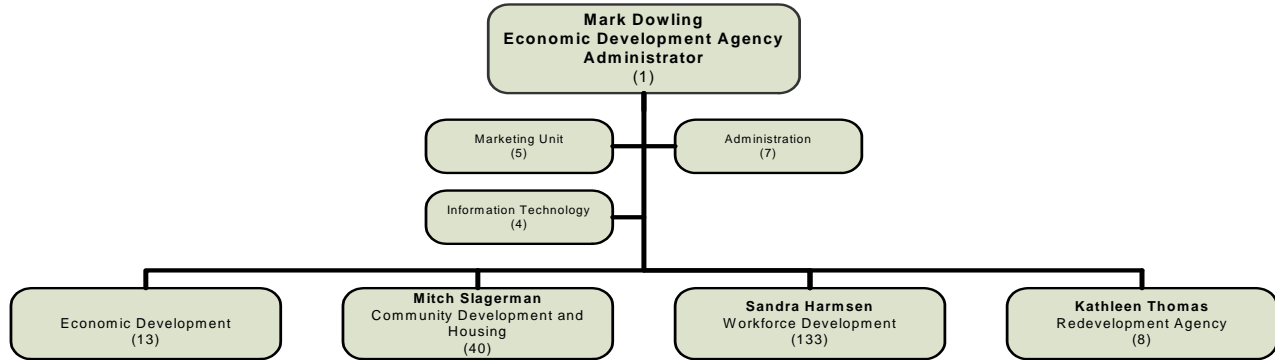 Mark Dowling
Economic Development Agency
Administrator
(1)
Marketing Unit
(5)
Administration
(7)
Information Technology
(4)
Economic Development
(13)
Mitch Slagerman
Community Development and
Housing
(40)
Sandra Harmsen
Workforce Development
(133)
Kathleen Thomas
Redevelopment Agency
(8)